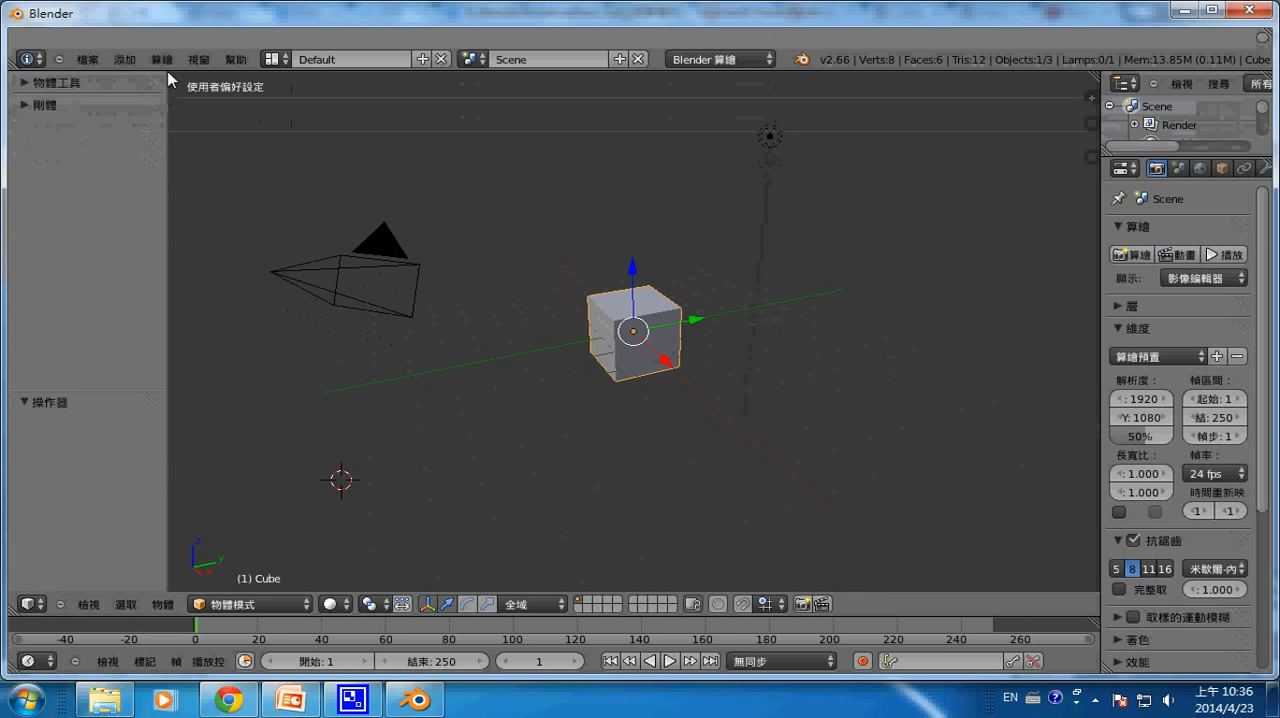 Blender
檔案 添加 算繪 視窗 幫助 Default Scene Blender 算繪 v2.66 | Verts:8 | Faces:6 | Tris:12 | Objects:1/3 | Lamps:0/1 | Mem:13.85M (0.11M) | Cube
物體工具
剛體
操作器
使用者偏好設定
(1) Cube
檢視 選取 物體 物體模式 全域
-40 -20 0 20 40 60 80 100 120 140 160 180 200 220 240 260
檢視 標記 幀 播放控 開始: 1 結束: 250 1 無同步
檢視 搜尋 所有
Scene
Render
Scene
算繪
算繪 動畫 播放
顯示: 影像編輯器
層
維度
算繪預置
解析度: 幀區間:
: 1920 起始: 1
Y: 1080 結: 250
50% 幀步: 1
長寬比: 幀率:
: 1.000 24 fps
: 1.000 時間重新映
1 1
抗鋸齒
5 8 11 16 米歇爾-內
完整取 : 1.000
取樣的運動模糊
著色
效能
EN 上午 10:36
2014/4/23